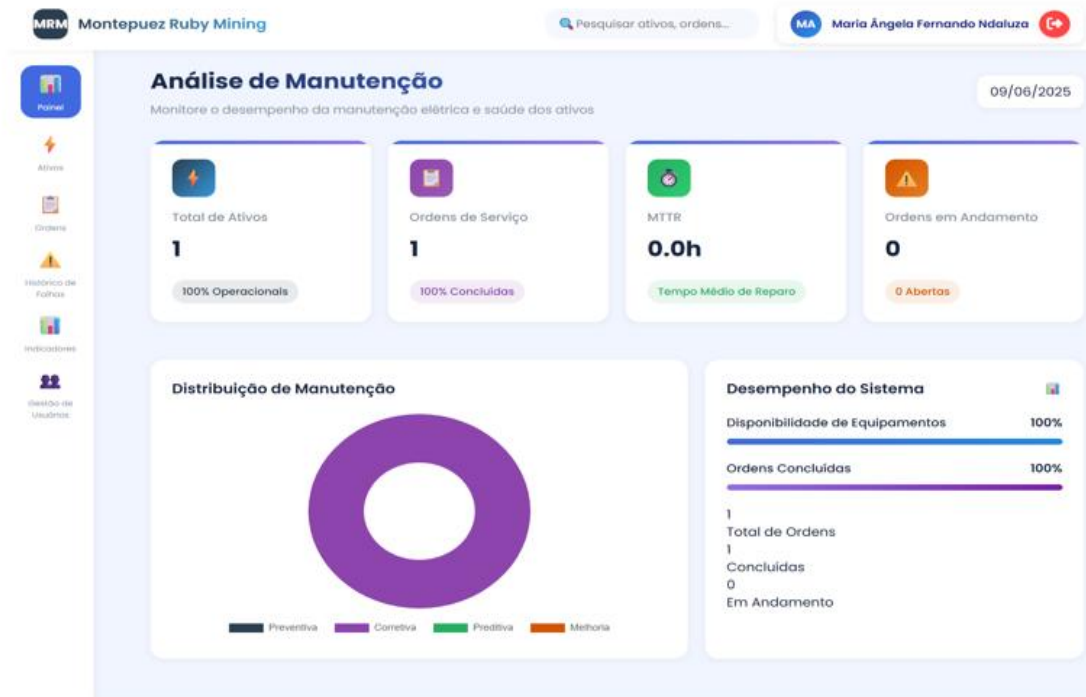 MRM Montepuez Ruby Mining
Pesquisar ativos, ordens...
MA Maria Ângela Fernando Ndaluza
Painel
Ativos
Ordens
Histórico de
Falhas
Indicadores
Gestão de
Usuários
Análise de Manutenção
Monitore o desempenho da manutenção elétrica e saúde dos ativos
09/06/2025
Total de Ativos
1
100% Operacionais
Ordens de Serviço
1
100% Concluídas
MTTR
0.0h
Tempo Médio de Reparo
Ordens em Andamento
0
0 Abertas
Distribuição de Manutenção
Preventiva Corretiva Preditiva Melhoria
Desempenho do Sistema
Disponibilidade de Equipamentos 100%
Ordens Concluídas 100%
1
Total de Ordens
1
Concluídas
0
Em Andamento